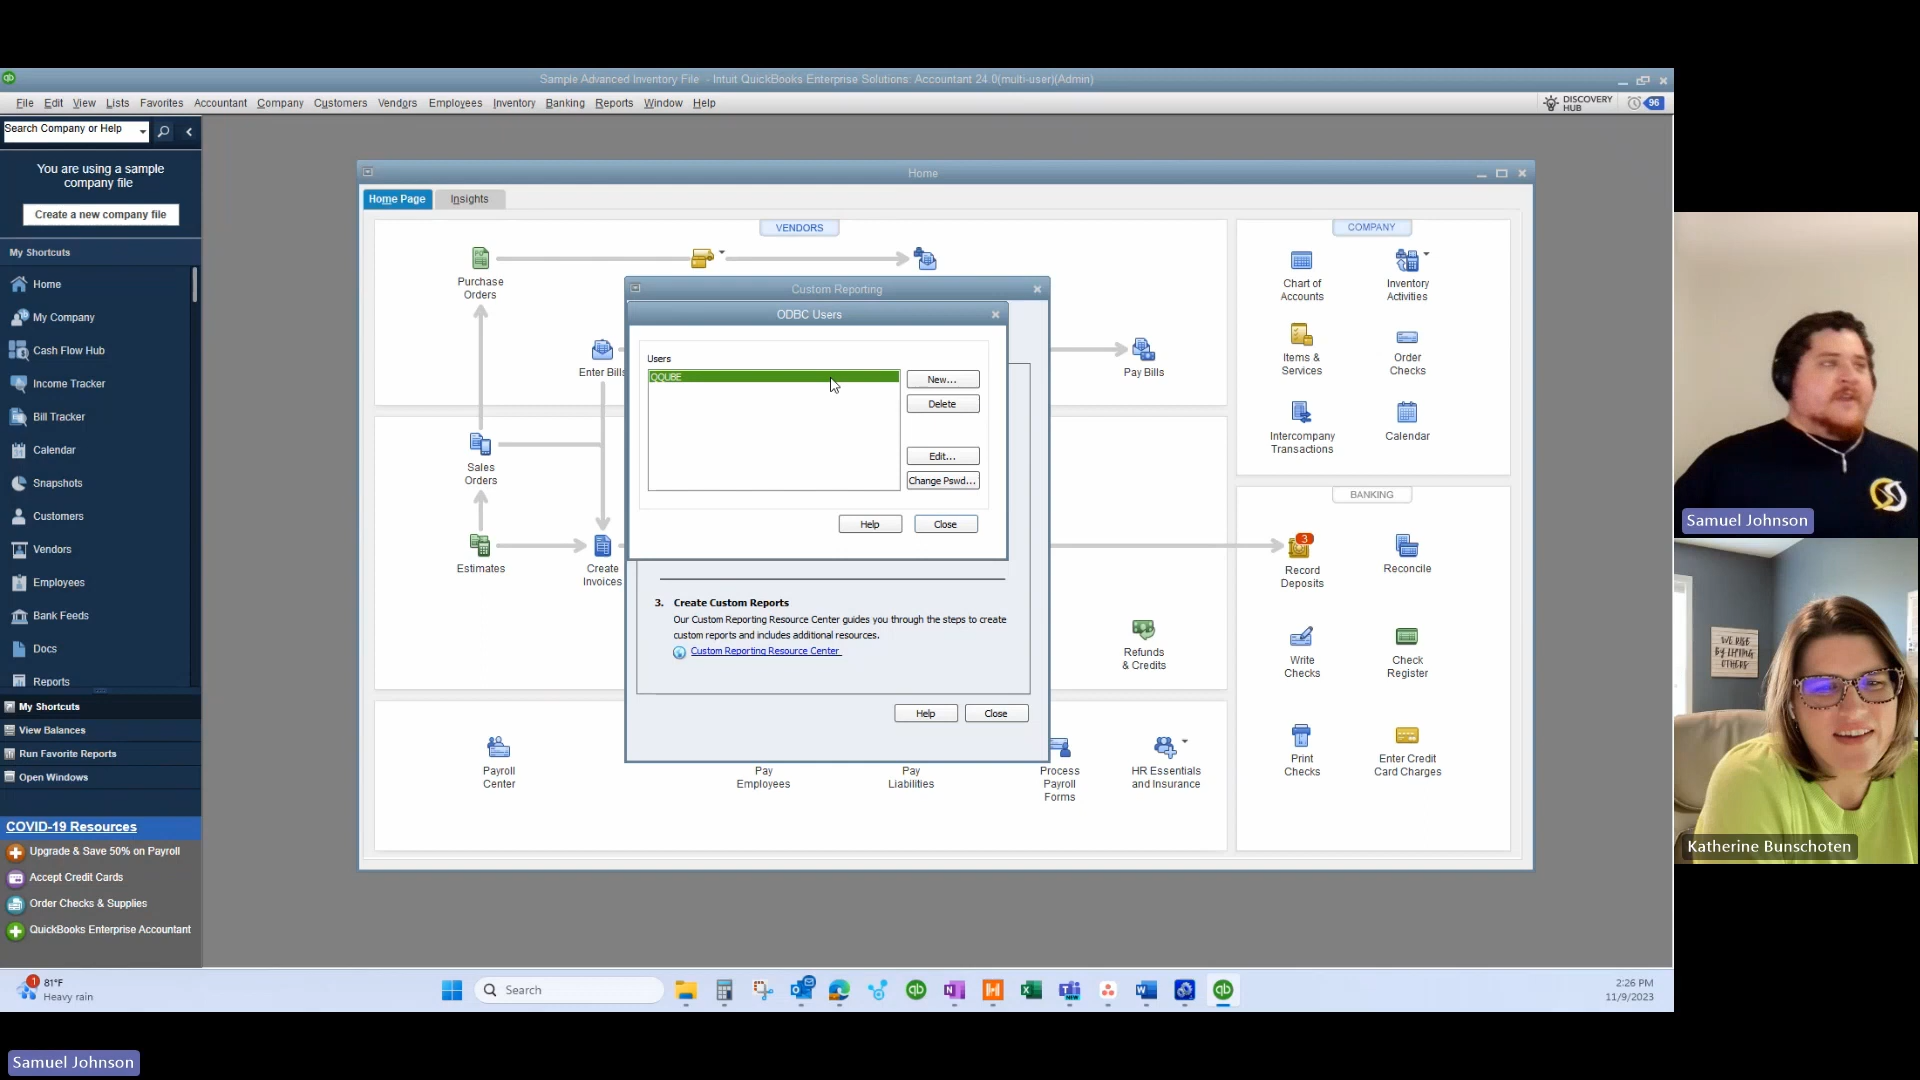 Sample Advanced Inventory File - Intuit QuickBooks Enterprise Solutions: Accountant 24.0(multi-user)(Admin)
File Edit View Lists Favorites Accountant Company Customers Vendors Employees Inventory Banking Reports Window Help
DISCOVERY HUB
96
Search Company or Help
You are using a sample
company file
Create a new company file
My Shortcuts
Home
My Company
Cash Flow Hub
Income Tracker
Bill Tracker
Calendar
Snapshots
Customers
Vendors
Employees
Bank Feeds
Docs
Reports
My Shortcuts
View Balances
Run Favorite Reports
Open Windows
COVID-19 Resources
Upgrade & Save 50% on Payroll
Accept Credit Cards
Order Checks & Supplies
QuickBooks Enterprise Accountant
Home
Home Page
Insights
VENDORS
Purchase
Orders
Enter Bills
Pay Bills
Sales
Orders
Estimates
Create
Invoices
Refunds
& Credits
Payroll
Center
Pay
Employees
Pay
Liabilities
Process
Payroll
Forms
HR Essentials
and Insurance
Custom Reporting
ODBC Users
Users
QQUBE
New...
Delete
Edit...
Change Pswd...
Help
Close
3. Create Custom Reports
Our Custom Reporting Resource Center guides you through the steps to create
custom reports and includes additional resources.
Custom Reporting Resource Center
Help
Close
COMPANY
Chart of
Accounts
Inventory
Activities
Items &
Services
Order
Checks
Intercompany
Transactions
Calendar
BANKING
3
Record
Deposits
Reconcile
Write
Checks
Check
Register
Print
Checks
Enter Credit
Card Charges
1
81°F
Heavy rain
Search
2:26 PM
11/9/2023
Samuel Johnson
WE RISE
BY LIFTING
OTHERS
Katherine Bunschoten
Samuel Johnson